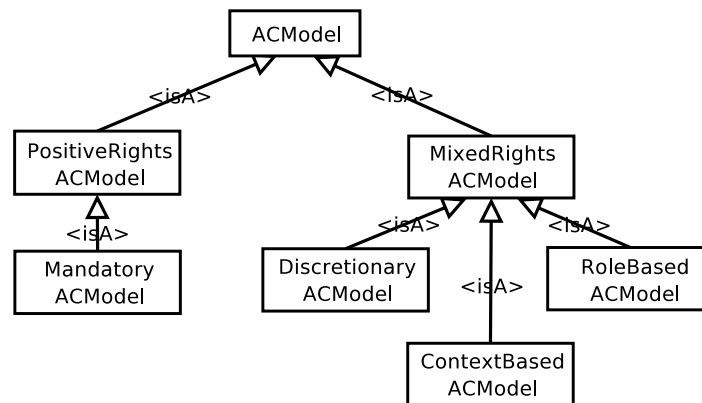 ACModel
<isA>
<isA>
PositiveRights
ACModel
MixedRights
ACModel
<isA>
<isA>
<isA>
<isA>
Mandatory
ACModel
Discretionary
ACModel
RoleBased
ACModel
ContextBased
ACModel